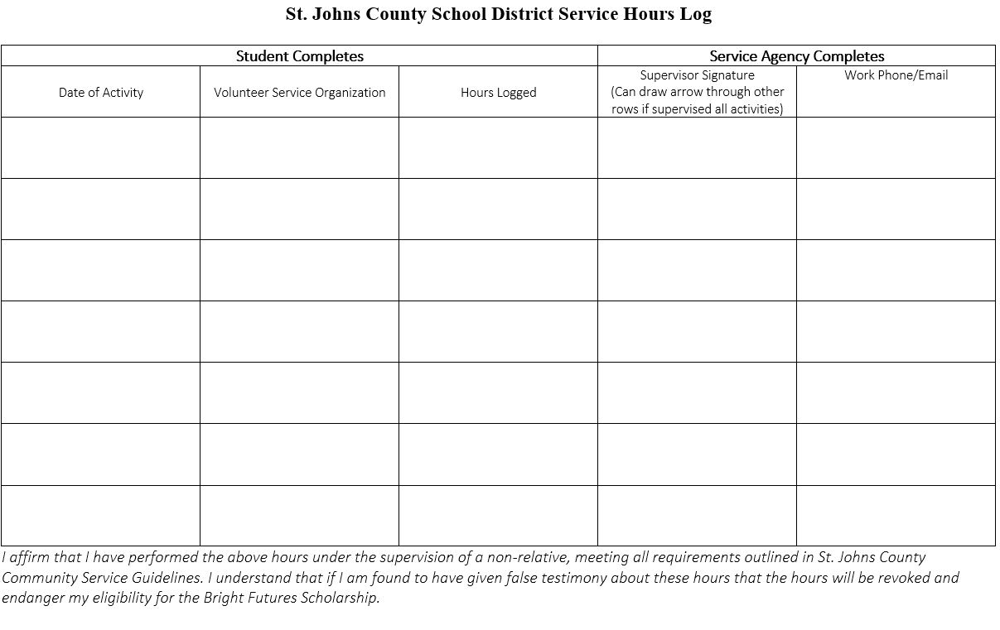 St. Johns County School District Service Hours Log
Student Completes
Service Agency Completes
Date of Activity
Volunteer Service Organization
Hours Logged
Supervisor Signature
(Can draw arrow through other
rows if supervised all activities)
Work Phone/Email
I affirm that I have performed the above hours under the supervision of a non-relative, meeting all requirements outlined in St. Johns County
Community Service Guidelines. I understand that if I am found to have given false testimony about these hours that the hours will be revoked and
endanger my eligibility for the Bright Futures Scholarship.